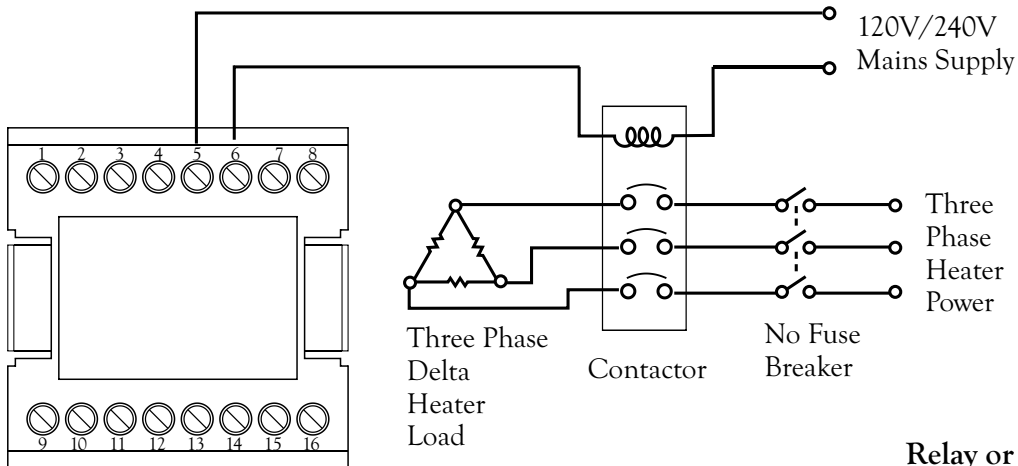 120V/240V
Mains Supply
1 2 3 4 5 6 7 8
Three
Phase
Heater
Power
Three Phase
Delta
Heater
Load
Contactor
No Fuse
Breaker
9 10 11 12 13 14 15 16
Relay or